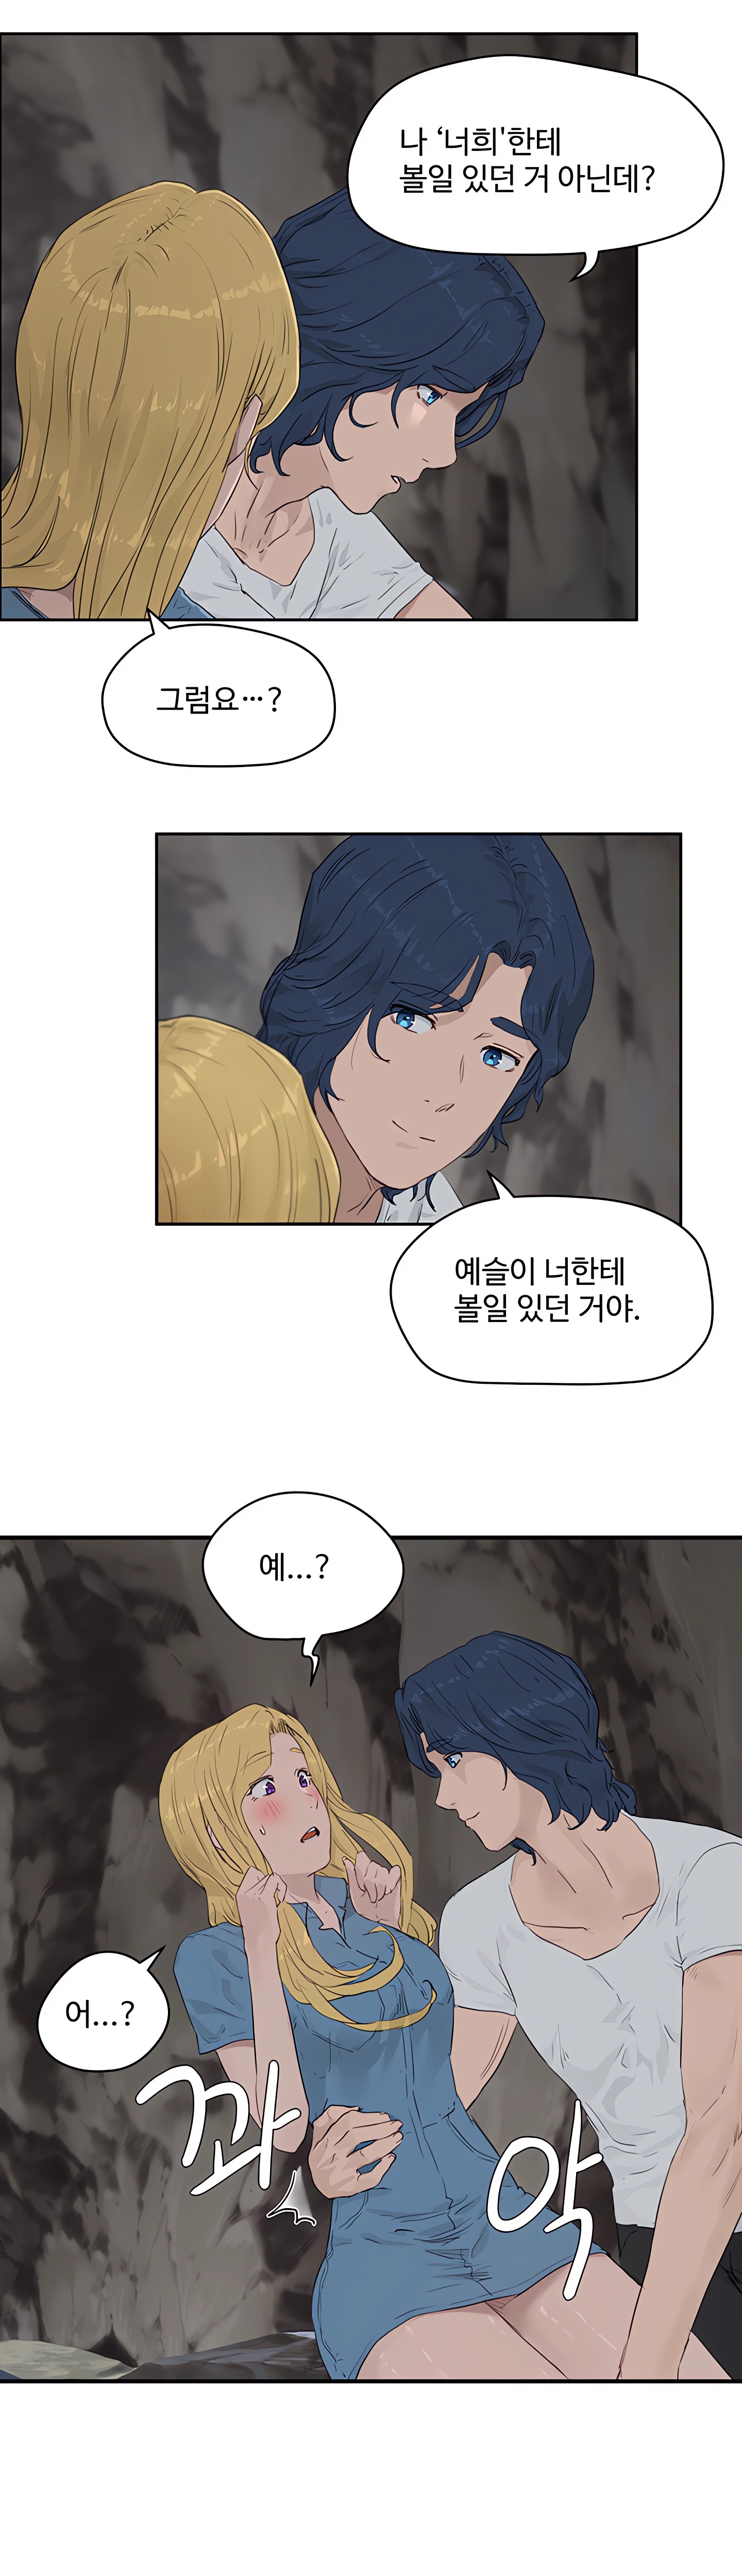 나 ‘너희'한테
볼일 있던 거 아닌데?
그럼요…?
예슬이 너한테
볼일 있던 거야.
예...?
어...?
꽈악